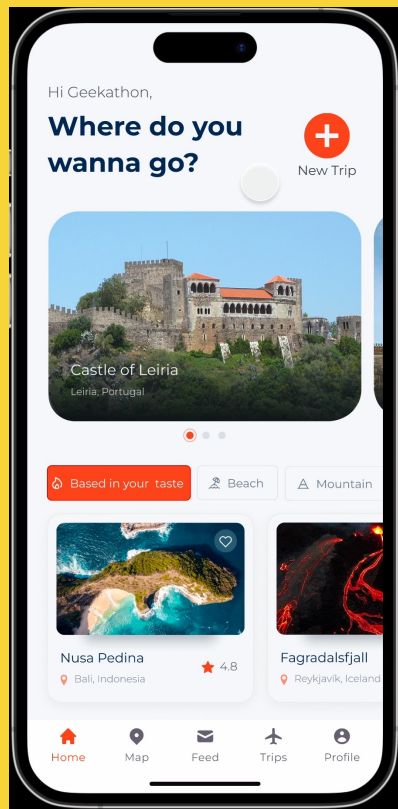 Hi Geekathon,
Where do you
wanna go?
New Trip
Castle of Leiria
Leiria, Portugal
Based in your taste
Beach
Mountain
Nusa Pedina
4.8
Bali, Indonesia
Fagradalsfjall
Reykjavík, Iceland
Home
Map
Feed
Trips
Profile